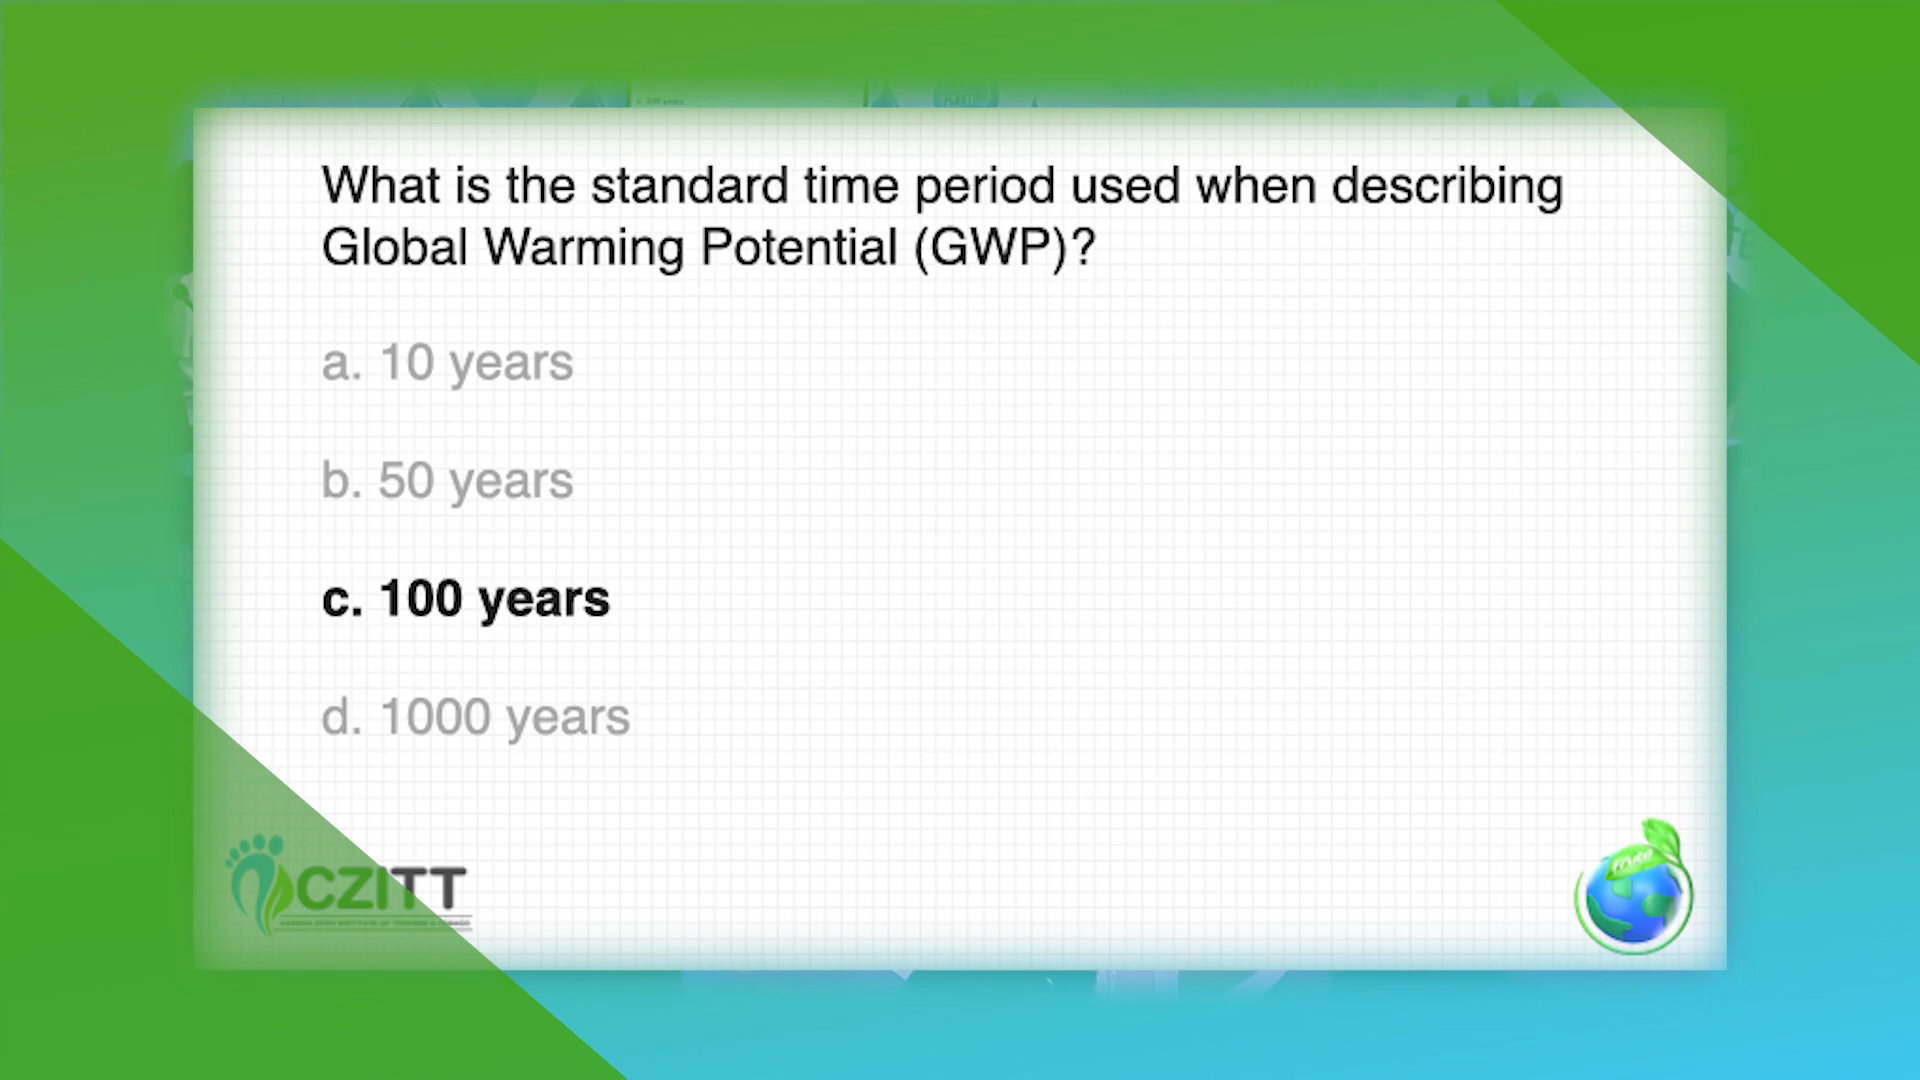 What is the standard time period used when describing
Global Warming Potential (GWP)?
a. 10 years
b. 50 years
c. 100 years
d. 1000 years
CZITT